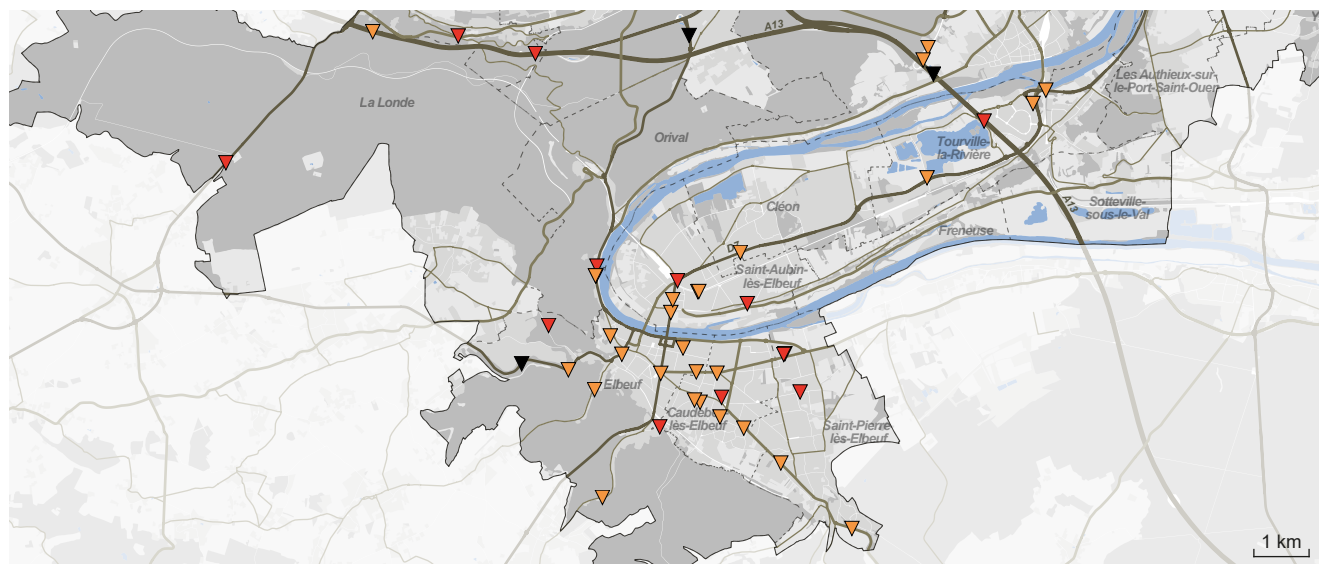 A13
La Londe
Les Authieux-sur-
le-Port-Saint-Ouen
Orival
Tourville-
la-Rivière
Cléon
A13
Sotteville-
sous-le-Val
Freneuse
D7
Saint-Aubin-
lès-Elbeuf
Elbeuf
Caudebec-
lès-Elbeuf
Saint-Pierre-
lès-Elbeuf
1 km